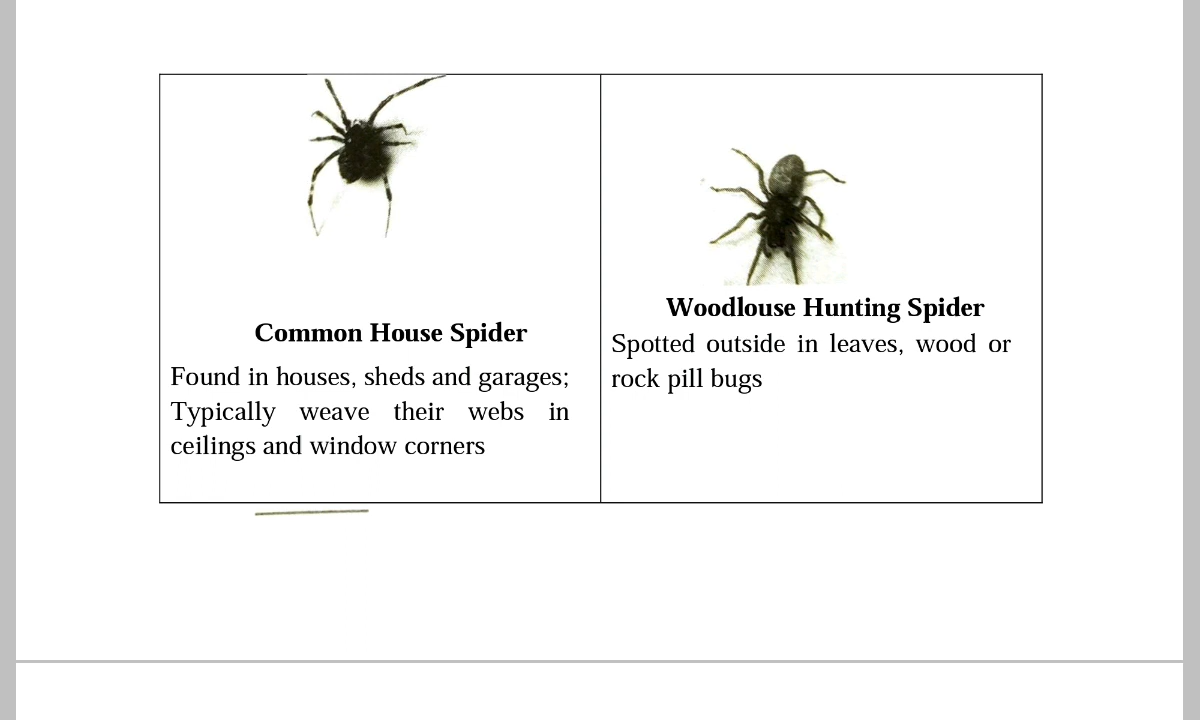 Common House Spider
Found in houses, sheds and garages;
Typically weave their webs in
ceilings and window corners
Woodlouse Hunting Spider
Spotted outside in leaves, wood or
rock pill bugs